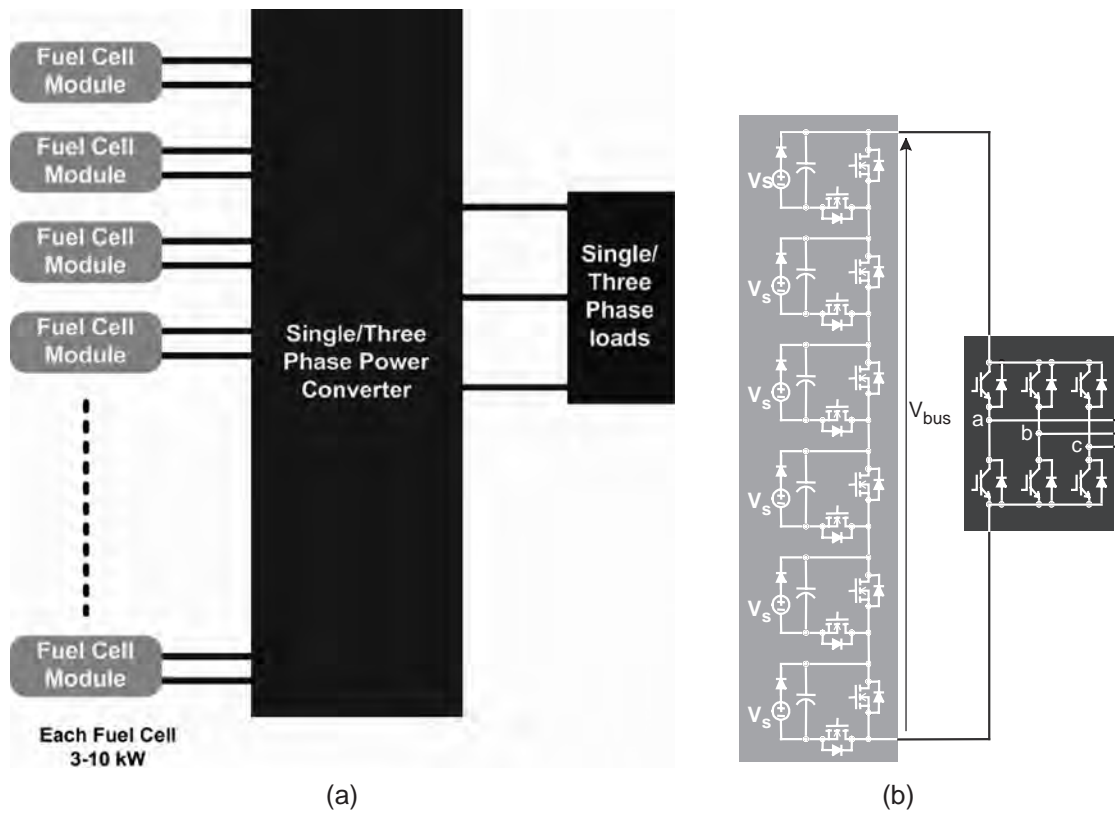 Fuel Cell
Module
Fuel Cell
Module
Fuel Cell
Module
Fuel Cell
Module
Fuel Cell
Module
Each Fuel Cell
3-10 kW
Single/Three
Phase Power
Converter
Single/
Three
Phase
loads
(a)
Vs
Vs
Vs
Vs
Vs
Vs
Vbus
a
b
c
(b)